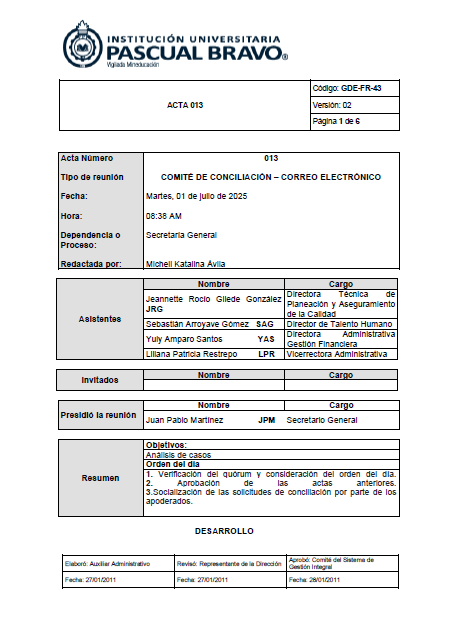 INSTITUCIÓN UNIVERSITARIA
PASCUAL BRAVO®
Vigilada Mineducación
ACTA 013
Código: GDE-FR-43
Versión: 02
Página 1 de 6
Acta Número 013
Tipo de reunión COMITÉ DE CONCILIACIÓN – CORREO ELECTRÓNICO
Fecha: Martes, 01 de julio de 2025
Hora: 08:38 AM
Dependencia o Proceso: Secretaria General
Redactada por: Michell Katalina Ávila
Asistentes
Nombre Cargo
Jeannette Rocío Gilede González JRG Directora Técnica de Planeación y Aseguramiento de la Calidad
Sebastián Arroyave Gómez SAG Director de Talento Humano
Yuly Amparo Santos YAS Directora Administrativa Gestión Financiera
Liliana Patricia Restrepo LPR Vicerrectora Administrativa
Invitados
Nombre Cargo
Presidió la reunión
Nombre Cargo
Juan Pablo Martínez JPM Secretario General
Resumen
Objetivos:
Análisis de casos
Orden del día
1. Verificación del quórum y consideración del orden del día.
2. Aprobación de las actas anteriores.
3.Socialización de las solicitudes de conciliación por parte de los
apoderados.
DESARROLLO
Elaboró: Auxiliar Administrativo
Revisó: Representante de la Dirección
Aprobó: Comité del Sistema de
Gestión Integral
Fecha: 27/01/2011
Fecha: 27/01/2011
Fecha: 28/01/2011